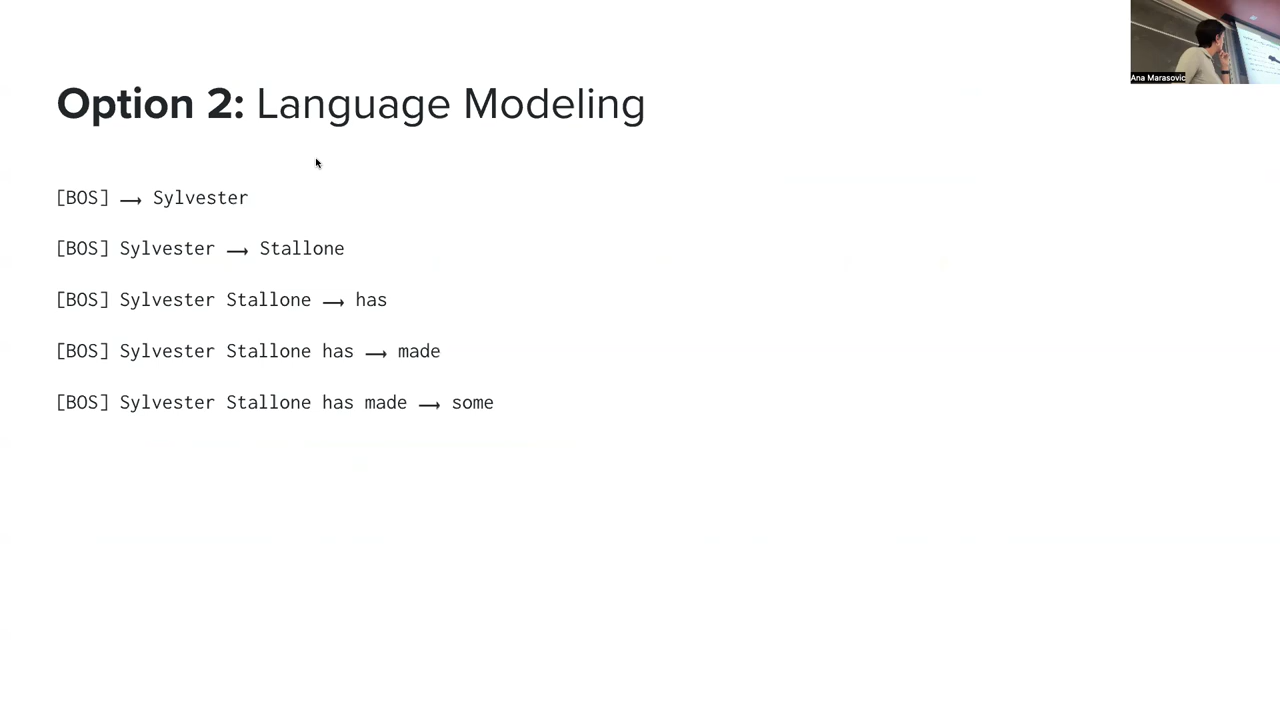 Ana Marasovic
Option 2: Language Modeling
[BOS] ⟶ Sylvester
[BOS] Sylvester ⟶ Stallone
[BOS] Sylvester Stallone ⟶ has
[BOS] Sylvester Stallone has ⟶ made
[BOS] Sylvester Stallone has made ⟶ some